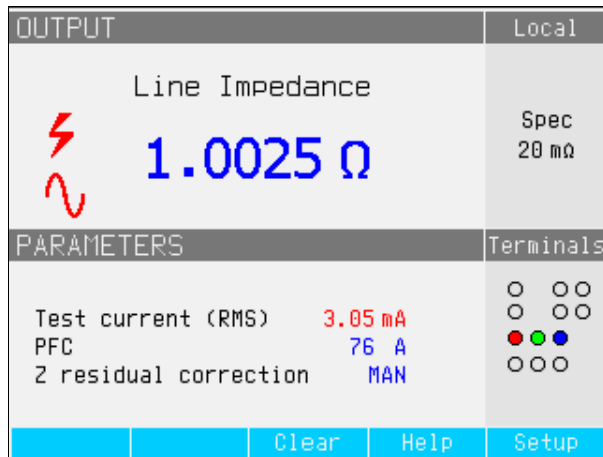 OUTPUT
Local
Line Impedance
1.0025 Ω
Spec
20 mΩ
PARAMETERS
Terminals
Test current (RMS) 3.05 mA
PFC 76 A
Z residual correction MAN
Clear Help Setup